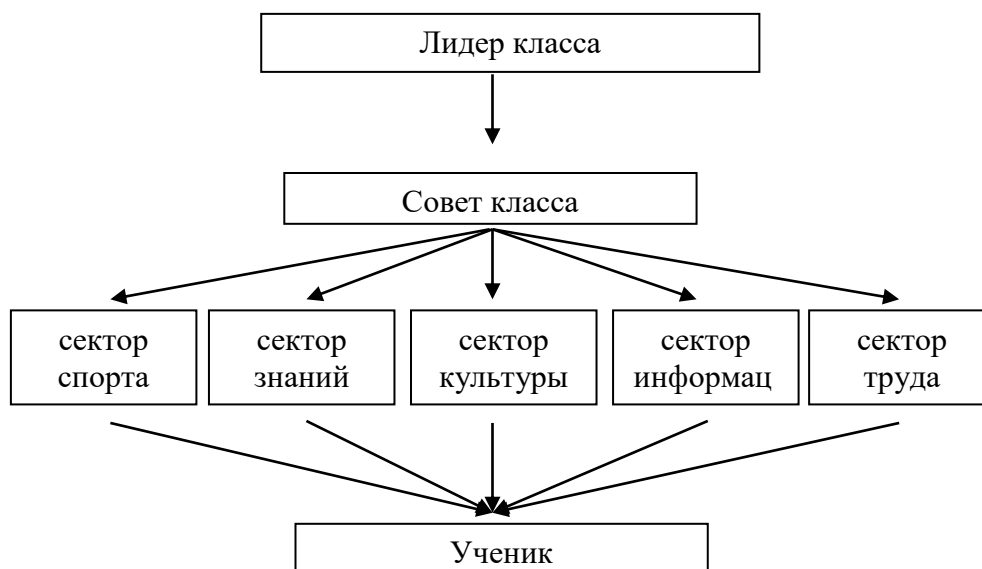 Лидер класса
Совет класса
сектор
спорта
сектор
знаний
сектор
культуры
сектор
информац
сектор
труда
Ученик